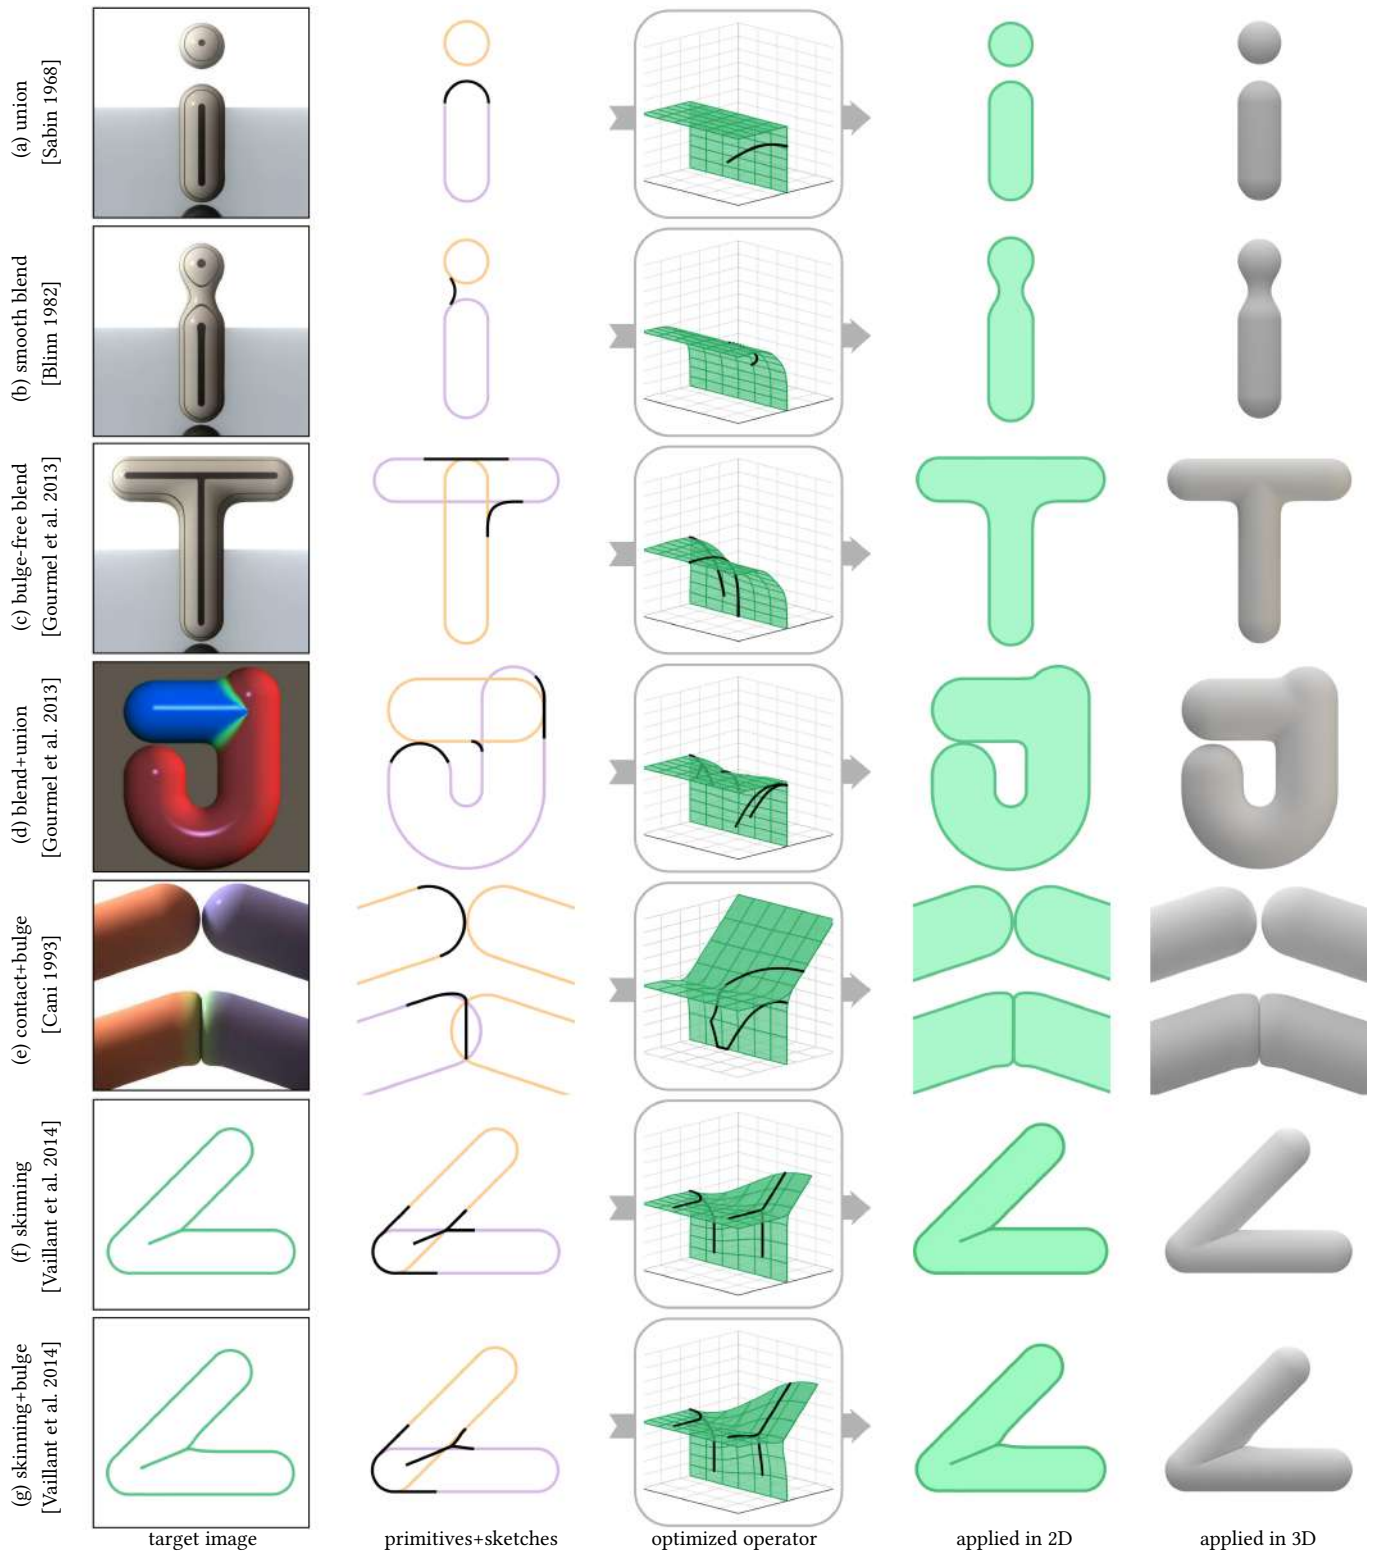 (a) union
[Sabin 1968]
(b) smooth blend
[Blinn 1982]
(c) bulge-free blend
[Gourmel et al. 2013]
(d) blend+union
[Gourmel et al. 2013]
(e) contact+bulge
[Cani 1993]
(f) skinning
[Vaillant et al. 2014]
(g) skinning+bulge
[Vaillant et al. 2014]
target image
primitives+sketches
optimized operator
applied in 2D
applied in 3D